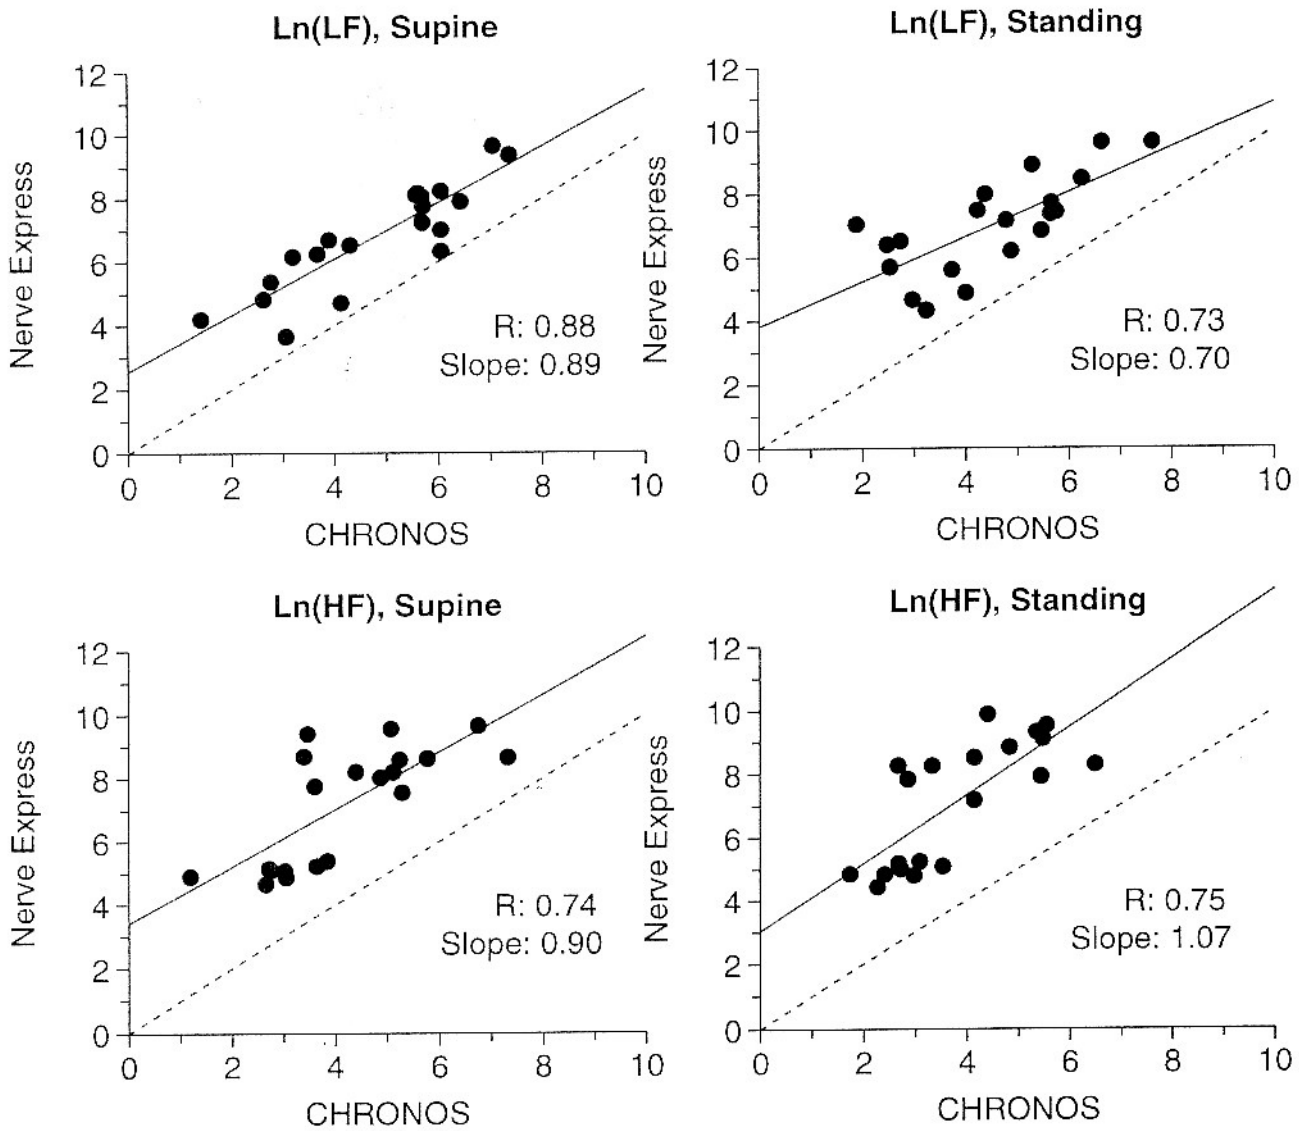 Ln(LF), Supine
12
10
8
6
4
2
0
0 2 4 6 8 10
Nerve Express
CHRONOS
R: 0.88
Slope: 0.89
Ln(LF), Standing
12
10
8
6
4
2
0
0 2 4 6 8 10
Nerve Express
CHRONOS
R: 0.73
Slope: 0.70
Ln(HF), Supine
12
10
8
6
4
2
0
0 2 4 6 8 10
Nerve Express
CHRONOS
R: 0.74
Slope: 0.90
Ln(HF), Standing
12
10
8
6
4
2
0
0 2 4 6 8 10
Nerve Express
CHRONOS
R: 0.75
Slope: 1.07